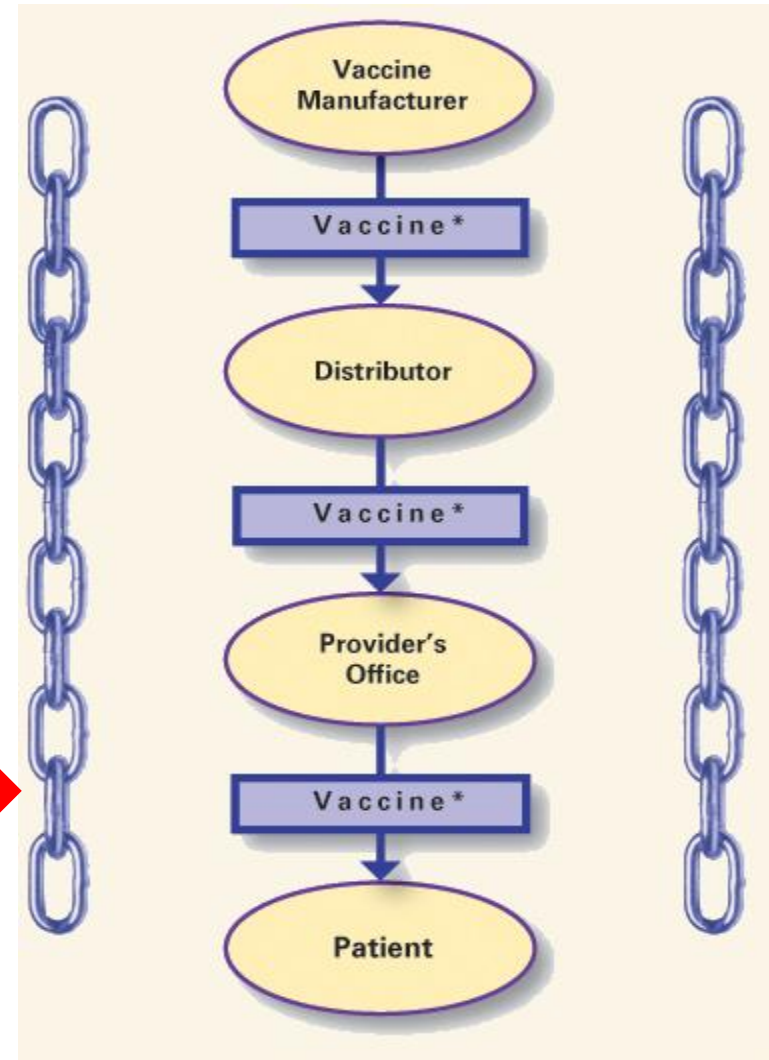 Vaccine
Manufacturer
Vaccine*
Distributor
Vaccine*
Provider's
Office
Vaccine*
Patient